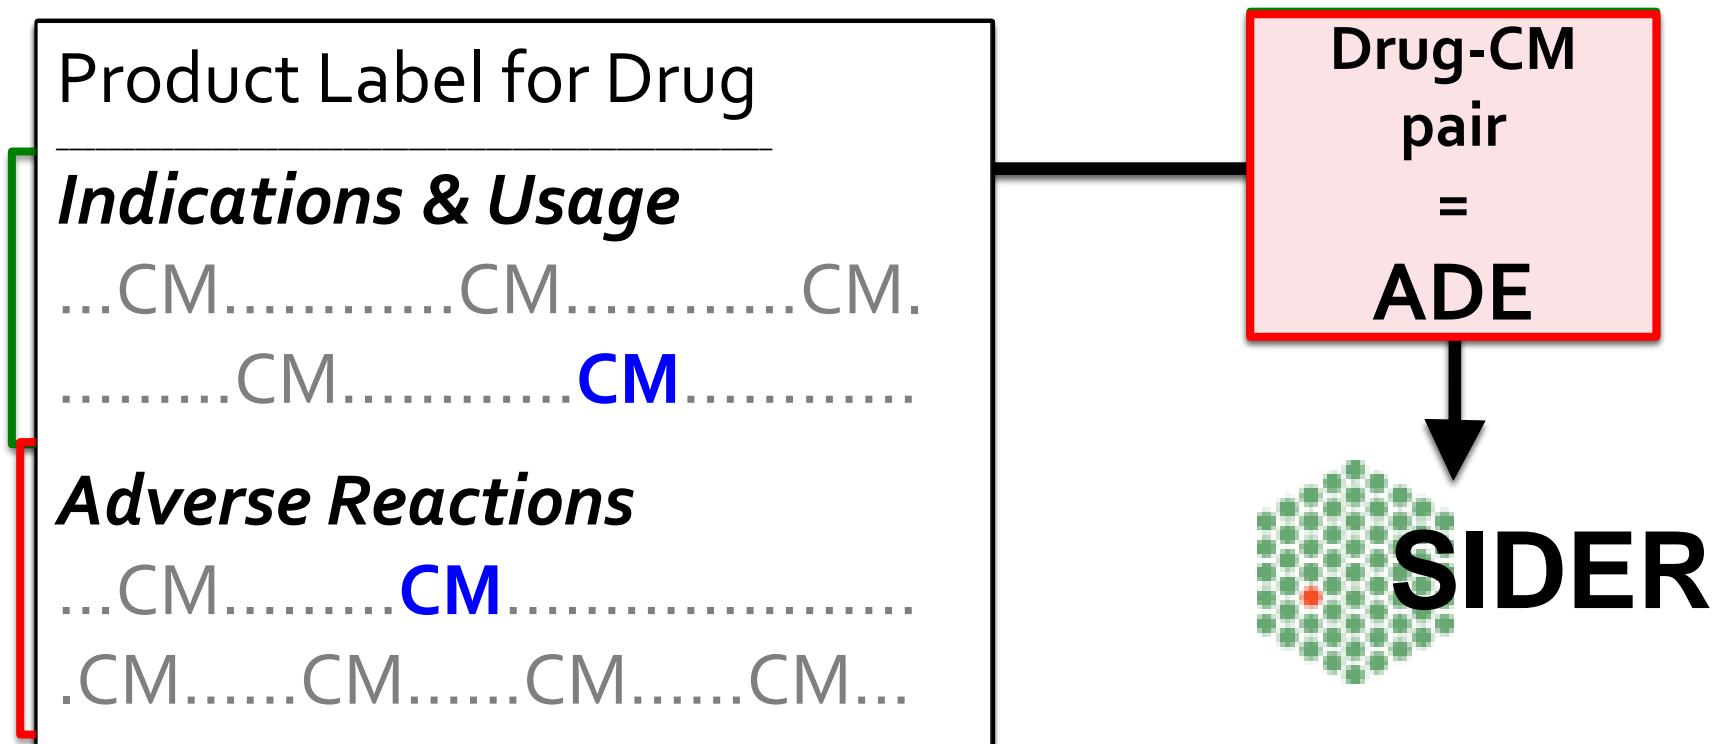 Product Label for Drug
Indications & Usage
...CM............CM............CM.
.........CM............CM............
Adverse Reactions
...CM.........CM.....................
.CM......CM......CM......CM...
Drug-CM
pair
=
ADE
SIDER